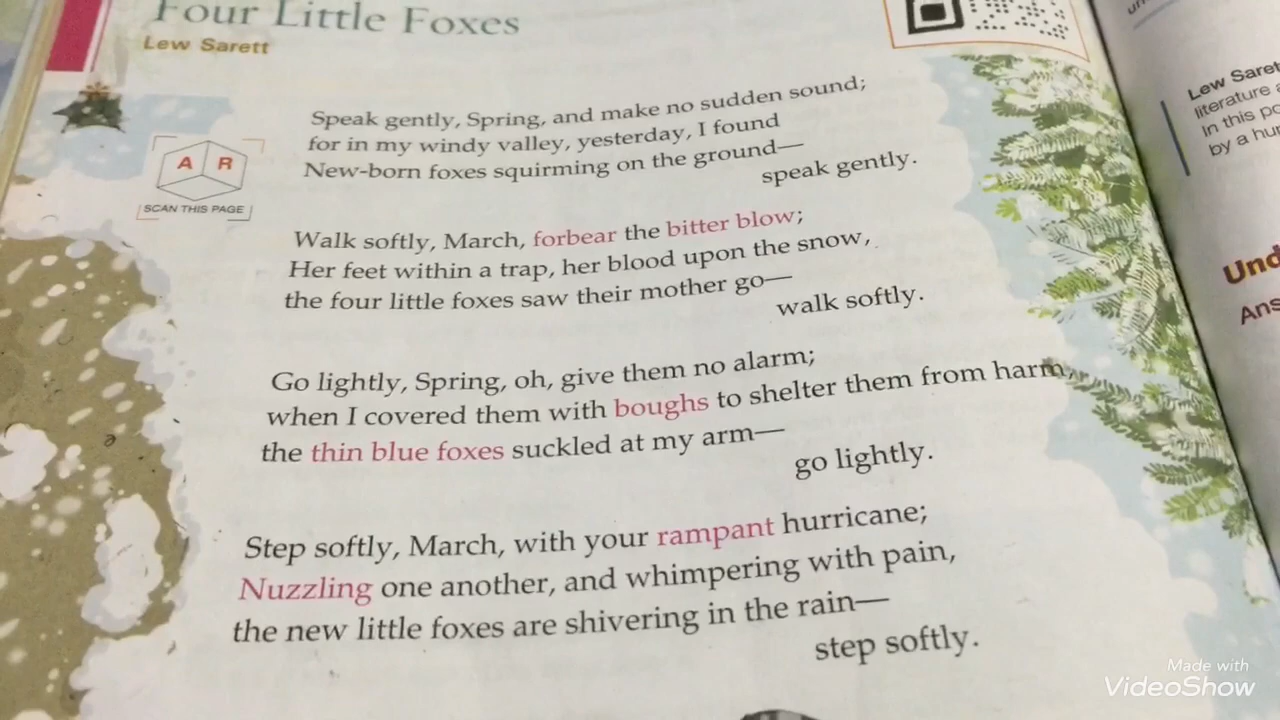 Four Little Foxes
Lew Sarett
A R
SCAN THIS PAGE
Speak gently, Spring, and make no sudden sound;
for in my windy valley, yesterday, I found
New-born foxes squirming on the ground—
speak gently.
Walk softly, March, forbear the bitter blow;
Her feet within a trap, her blood upon the snow,
the four little foxes saw their mother go—
walk softly.
Go lightly, Spring, oh, give them no alarm;
when I covered them with boughs to shelter them from harm,
the thin blue foxes suckled at my arm—
go lightly.
Step softly, March, with your rampant hurricane;
Nuzzling one another, and whimpering with pain,
the new little foxes are shivering in the rain—
step softly.
Lew Saret
literature
In this
by a
Made with
VideoShow